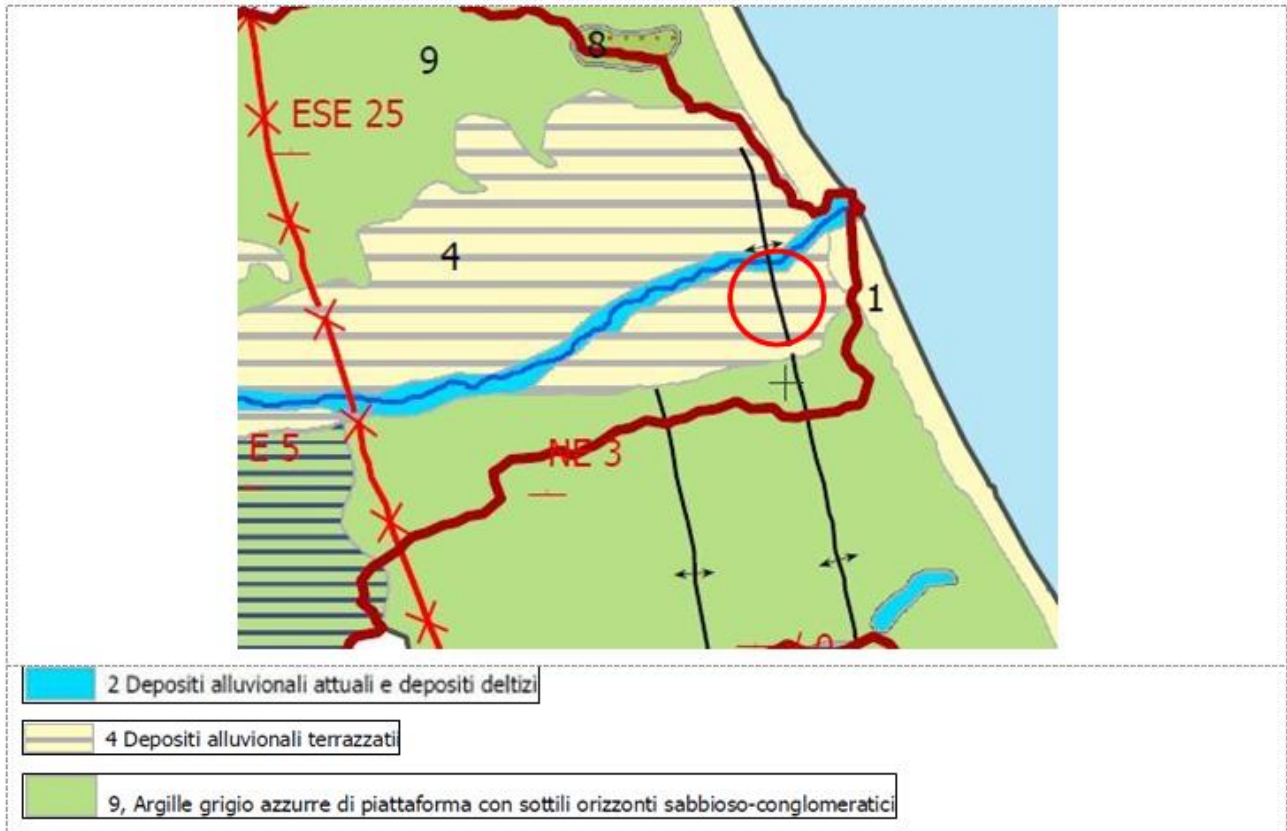 9
8
ESE 25
4
1
E 5
NE 3
2 Depositi alluvionali attuali e depositi deltizi
4 Depositi alluvionali terrazzatii
9, Argille grigio azzurre di piattaforma con sottili orizzonti sabbioso-conglomeratici